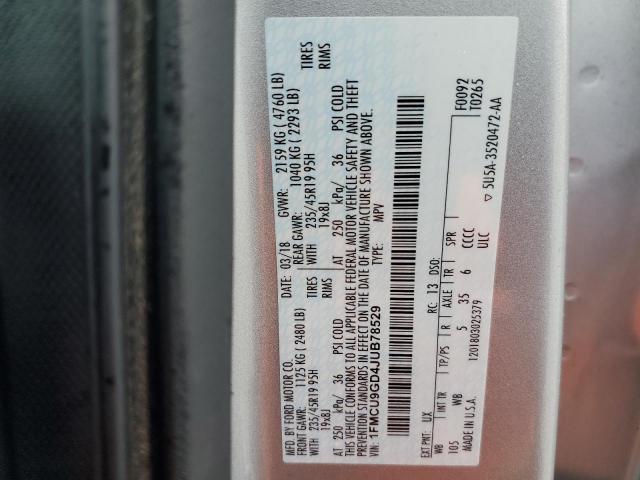 MFD. BY FORD MOTOR CO.
DATE: 03/18 GVWR: 2159 KG ( 4760 LB)
FRONT GAWR: 1125 KG ( 2480 LB) REAR GAWR: 1040 KG ( 2293 LB)
WITH 235/45R19 95H TIRES WITH 235/45R19 95H TIRES
19x8J RIMS 19x8J RIMS
AT 250 kPa/ 36 PSI COLD AT 250 kPa/ 36 PSI COLD
THIS VEHICLE CONFORMS TO ALL APPLICABLE FEDERAL MOTOR VEHICLE SAFETY AND THEFT
PREVENTION STANDARDS IN EFFECT ON THE DATE OF MANUFACTURE SHOWN ABOVE.
VIN: 1FMCU9GD4JUB78529 TYPE: MPV
EXT PNT: UX RC: 13 DSO: F0092
T0265
WB INT TR TP/PS R AXLE TR SPR
105 WB 5 35 6 CCCC
MADE IN U.S.A. ULC
1201803025379 5U5A-3520472-AA